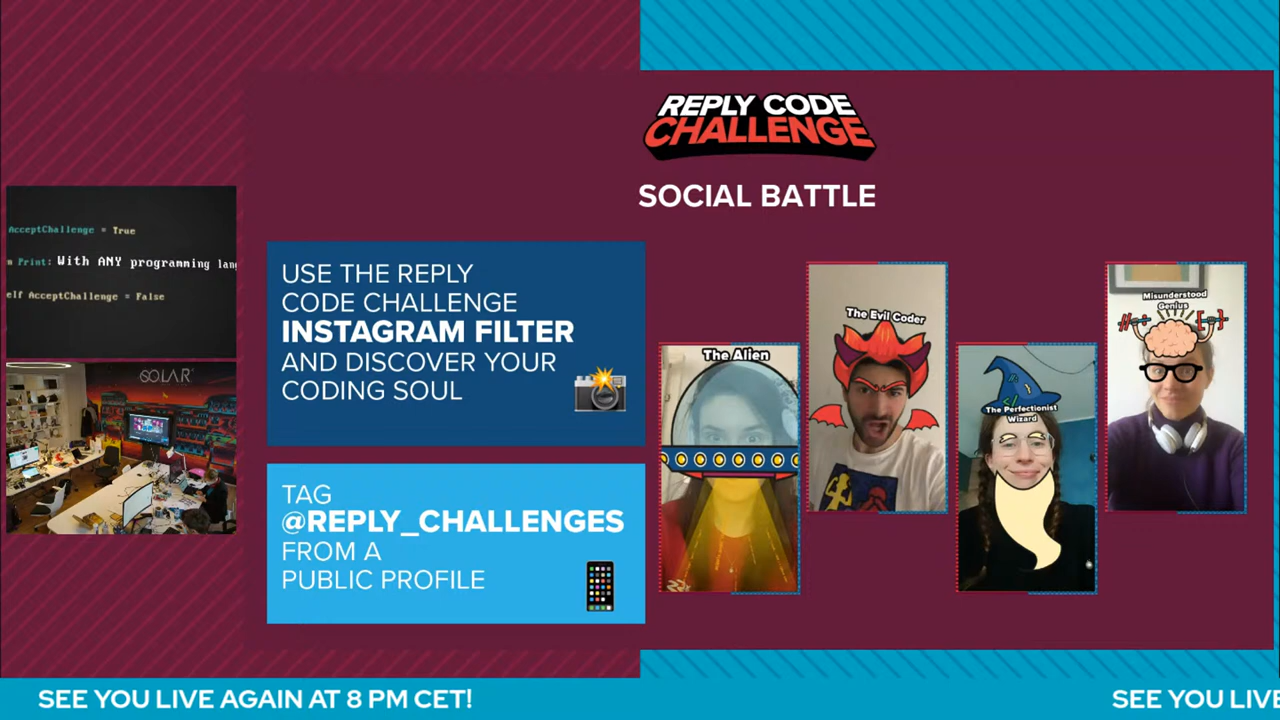 REPLY CODE
CHALLENGE
SOCIAL BATTLE
AcceptChallenge = True
Print: With ANY programming
elf AcceptChallenge = False
SOLAR
USE THE REPLY
CODE CHALLENGE
INSTAGRAM FILTER
AND DISCOVER YOUR
CODING SOUL
TAG
@REPLY_CHALLENGES
FROM A
PUBLIC PROFILE
The Alien
The Evil Coder
The Perfectionist
Wizard
Misunderstood
Genius
SEE YOU LIVE AGAIN AT 8 PM CET!
SEE YOU LIVE